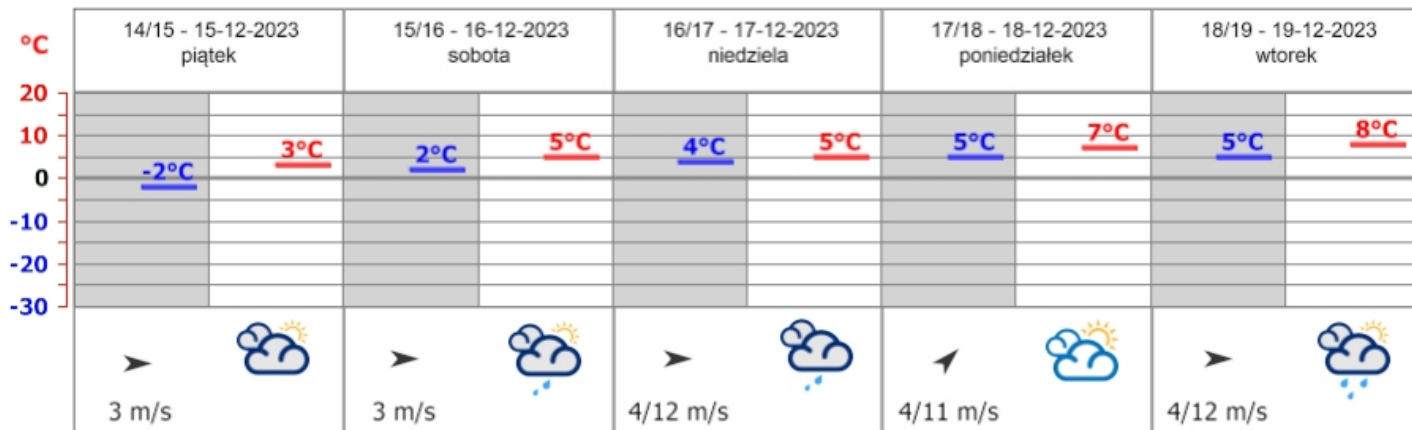 °C
14/15 - 15-12-2023
piątek
15/16 - 16-12-2023
sobota
16/17 - 17-12-2023
niedziela
17/18 - 18-12-2023
poniedziałek
18/19 - 19-12-2023
wtorek
20
10
0
-10
-20
-30
-2°C
3°C
2°C
5°C
4°C
5°C
5°C
7°C
5°C
8°C
3 m/s
3 m/s
4/12 m/s
4/11 m/s
4/12 m/s